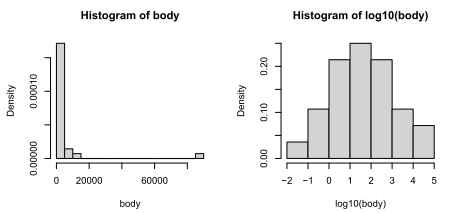 Histogram of body
Density
0.00000
0.00010
0
20000
60000
body
Histogram of log10(body)
Density
0.00
0.10
0.20
−2
−1
0
1
2
3
4
5
log10(body)